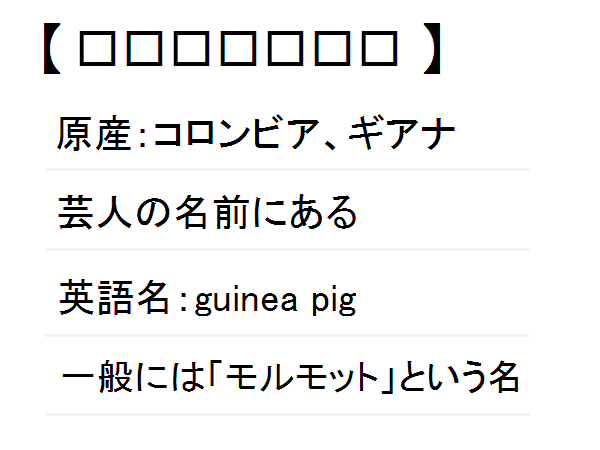 【 □□□□□□□ 】
原産：コロンビア、ギアナ
芸人の名前にある
英語名：guinea pig
一般には「モルモット」という名